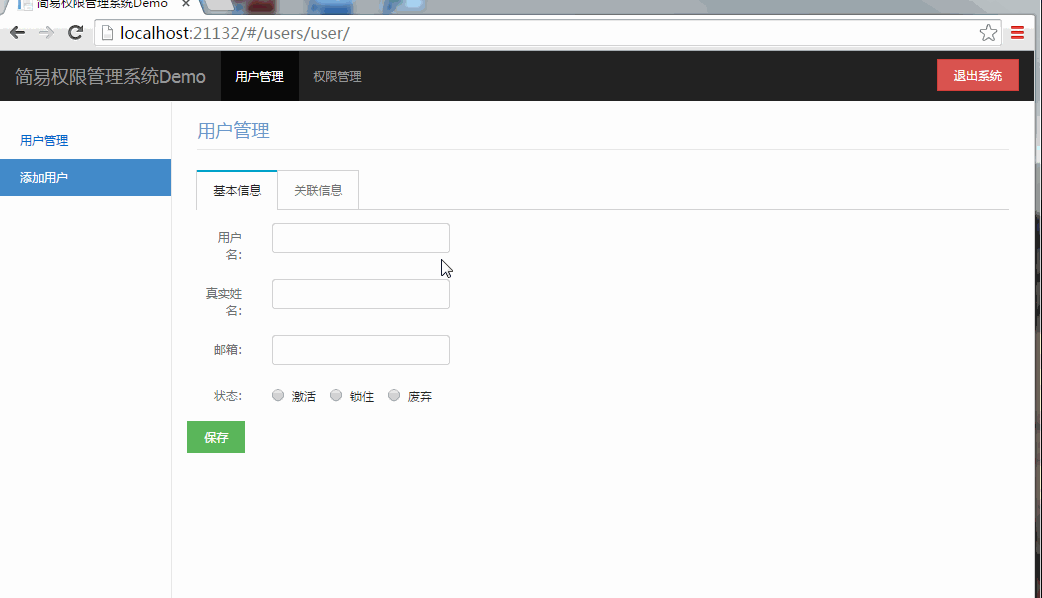 简易权限管理系统Demo
localhost:21132/#/users/user/
简易权限管理系统Demo 用户管理 权限管理 退出系统
用户管理
添加用户
用户管理
基本信息 关联信息
用户
名:
真实姓
名:
邮箱:
状态: 激活 锁住 废弃
保存